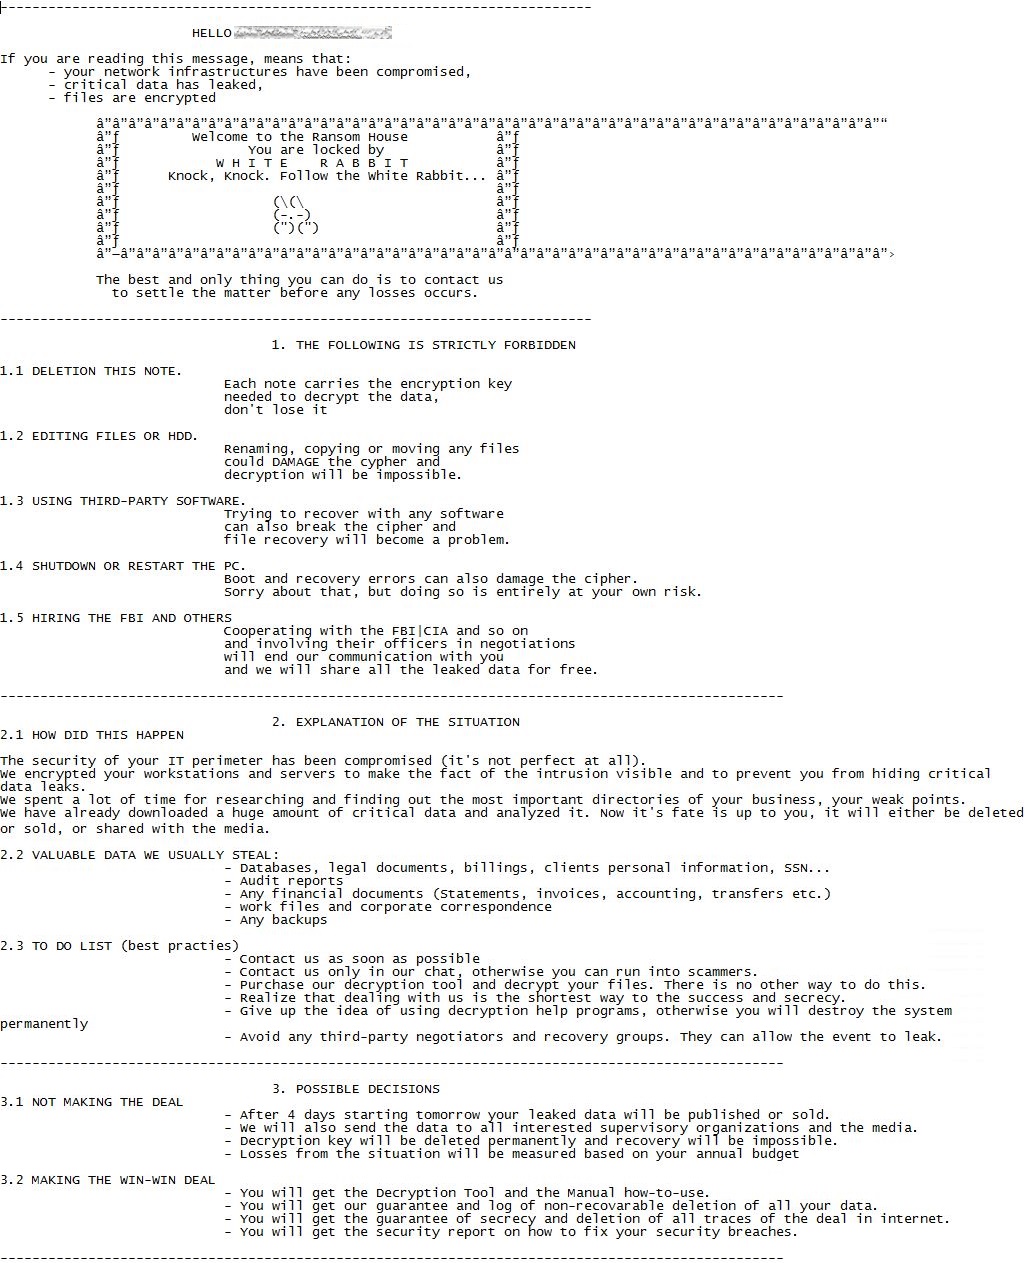 -------------------------------------------------------------------------
HELLO
If you are reading this message, means that:
- your network infrastructures have been compromised,
- critical data has leaked,
- files are encrypted
â”â”â”â”â”â”â”â”â”â”â”â”â”â”â”â”â”â”â”â”â”â”â”â”â”â”â”â”â”â”â”â”â”â”â”â”â”â”â”â”â”â”â”â”â”â”â”â”â”“
â”ƒ Welcome to the Ransom House â”ƒ
â”ƒ You are locked by â”ƒ
â”ƒ W H I T E   R A B B I T â”ƒ
â”ƒ Knock, Knock. Follow the White Rabbit... â”ƒ
â”ƒ â”ƒ
â”ƒ (\(\ â”ƒ
â”ƒ (-.-) â”ƒ
â”ƒ (")(") â”ƒ
â”ƒ â”ƒ
â”—â”â”â”â”â”â”â”â”â”â”â”â”â”â”â”â”â”â”â”â”â”â”â”â”â”â”â”â”â”â”â”â”â”â”â”â”â”â”â”â”â”â”â”â”â”â”â”â”â”›
The best and only thing you can do is to contact us
to settle the matter before any losses occurs.
-------------------------------------------------------------------------
1. THE FOLLOWING IS STRICTLY FORBIDDEN
1.1 DELETION THIS NOTE.
Each note carries the encryption key
needed to decrypt the data,
don't lose it
1.2 EDITING FILES OR HDD.
Renaming, copying or moving any files
could DAMAGE the cypher and
decryption will be impossible.
1.3 USING THIRD-PARTY SOFTWARE.
Trying to recover with any software
can also break the cipher and
file recovery will become a problem.
1.4 SHUTDOWN OR RESTART THE PC.
Boot and recovery errors can also damage the cipher.
Sorry about that, but doing so is entirely at your own risk.
1.5 HIRING THE FBI AND OTHERS
Cooperating with the FBI|CIA and so on
and involving their officers in negotiations
will end our communication with you
and we will share all the leaked data for free.
-------------------------------------------------------------------------------------------------
2. EXPLANATION OF THE SITUATION
2.1 HOW DID THIS HAPPEN
The security of your IT perimeter has been compromised (it's not perfect at all).
We encrypted your workstations and servers to make the fact of the intrusion visible and to prevent you from hiding critical
data leaks.
We spent a lot of time for researching and finding out the most important directories of your business, your weak points.
We have already downloaded a huge amount of critical data and analyzed it. Now it's fate is up to you, it will either be deleted
or sold, or shared with the media.
2.2 VALUABLE DATA WE USUALLY STEAL:
- Databases, legal documents, billings, clients personal information, SSN...
- Audit reports
- Any financial documents (Statements, invoices, accounting, transfers etc.)
- work files and corporate correspondence
- Any backups
2.3 TO DO LIST (best practies)
- Contact us as soon as possible
- Contact us only in our chat, otherwise you can run into scammers.
- Purchase our decryption tool and decrypt your files. There is no other way to do this.
- Realize that dealing with us is the shortest way to the success and secrecy.
- Give up the idea of using decryption help programs, otherwise you will destroy the system
permanently
- Avoid any third-party negotiators and recovery groups. They can allow the event to leak.
-------------------------------------------------------------------------------------------------
3. POSSIBLE DECISIONS
3.1 NOT MAKING THE DEAL
- After 4 days starting tomorrow your leaked data will be published or sold.
- We will also send the data to all interested supervisory organizations and the media.
- Decryption key will be deleted permanently and recovery will be impossible.
- Losses from the situation will be measured based on your annual budget
3.2 MAKING THE WIN-WIN DEAL
- You will get the Decryption Tool and the Manual how-to-use.
- You will get our guarantee and log of non-recovarable deletion of all your data.
- You will get the guarantee of secrecy and deletion of all traces of the deal in internet.
- You will get the security report on how to fix your security breaches.
-------------------------------------------------------------------------------------------------